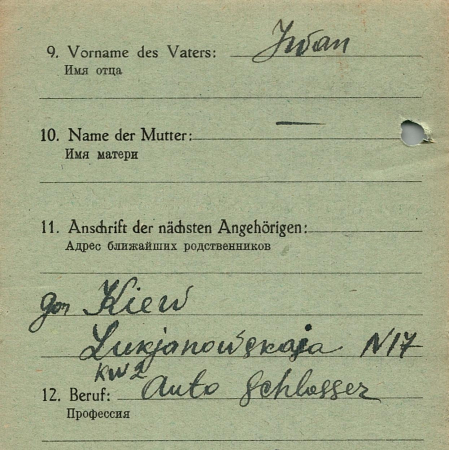 9. Vorname des Vaters: Iwan
Имя отца
10. Name der Mutter: —
Имя матери
11. Anschrift der nächsten Angehörigen:
Адрес ближайших родственников
гор Kiew
Lukjanowskaja N17
KW2
12. Beruf: Auto Schlosser
Профессия